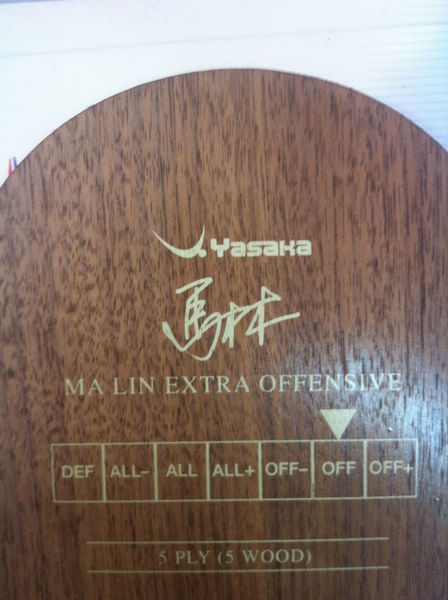 Yasaka
馬林
MA LIN EXTRA OFFENSIVE
DEF ALL- ALL ALL+ OFF- OFF OFF+
5 PLY (5 WOOD)